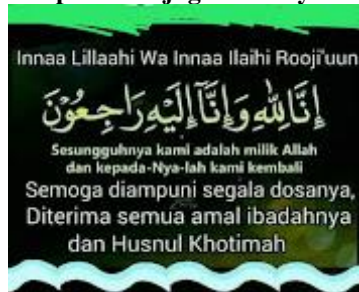 Innaa Lillaahi Wa Innaa Ilaihi Rooji'uun
إِنَّا لِلّٰهِ وَإِنَّآ إِلَيْهِ رَاجِعُوْنَ
Sesungguhnya kami adalah milik Allah
dan kepada-Nya-lah kami kembali
Semoga diampuni segala dosanya,
Diterima semua amal ibadahnya
dan Husnul Khotimah